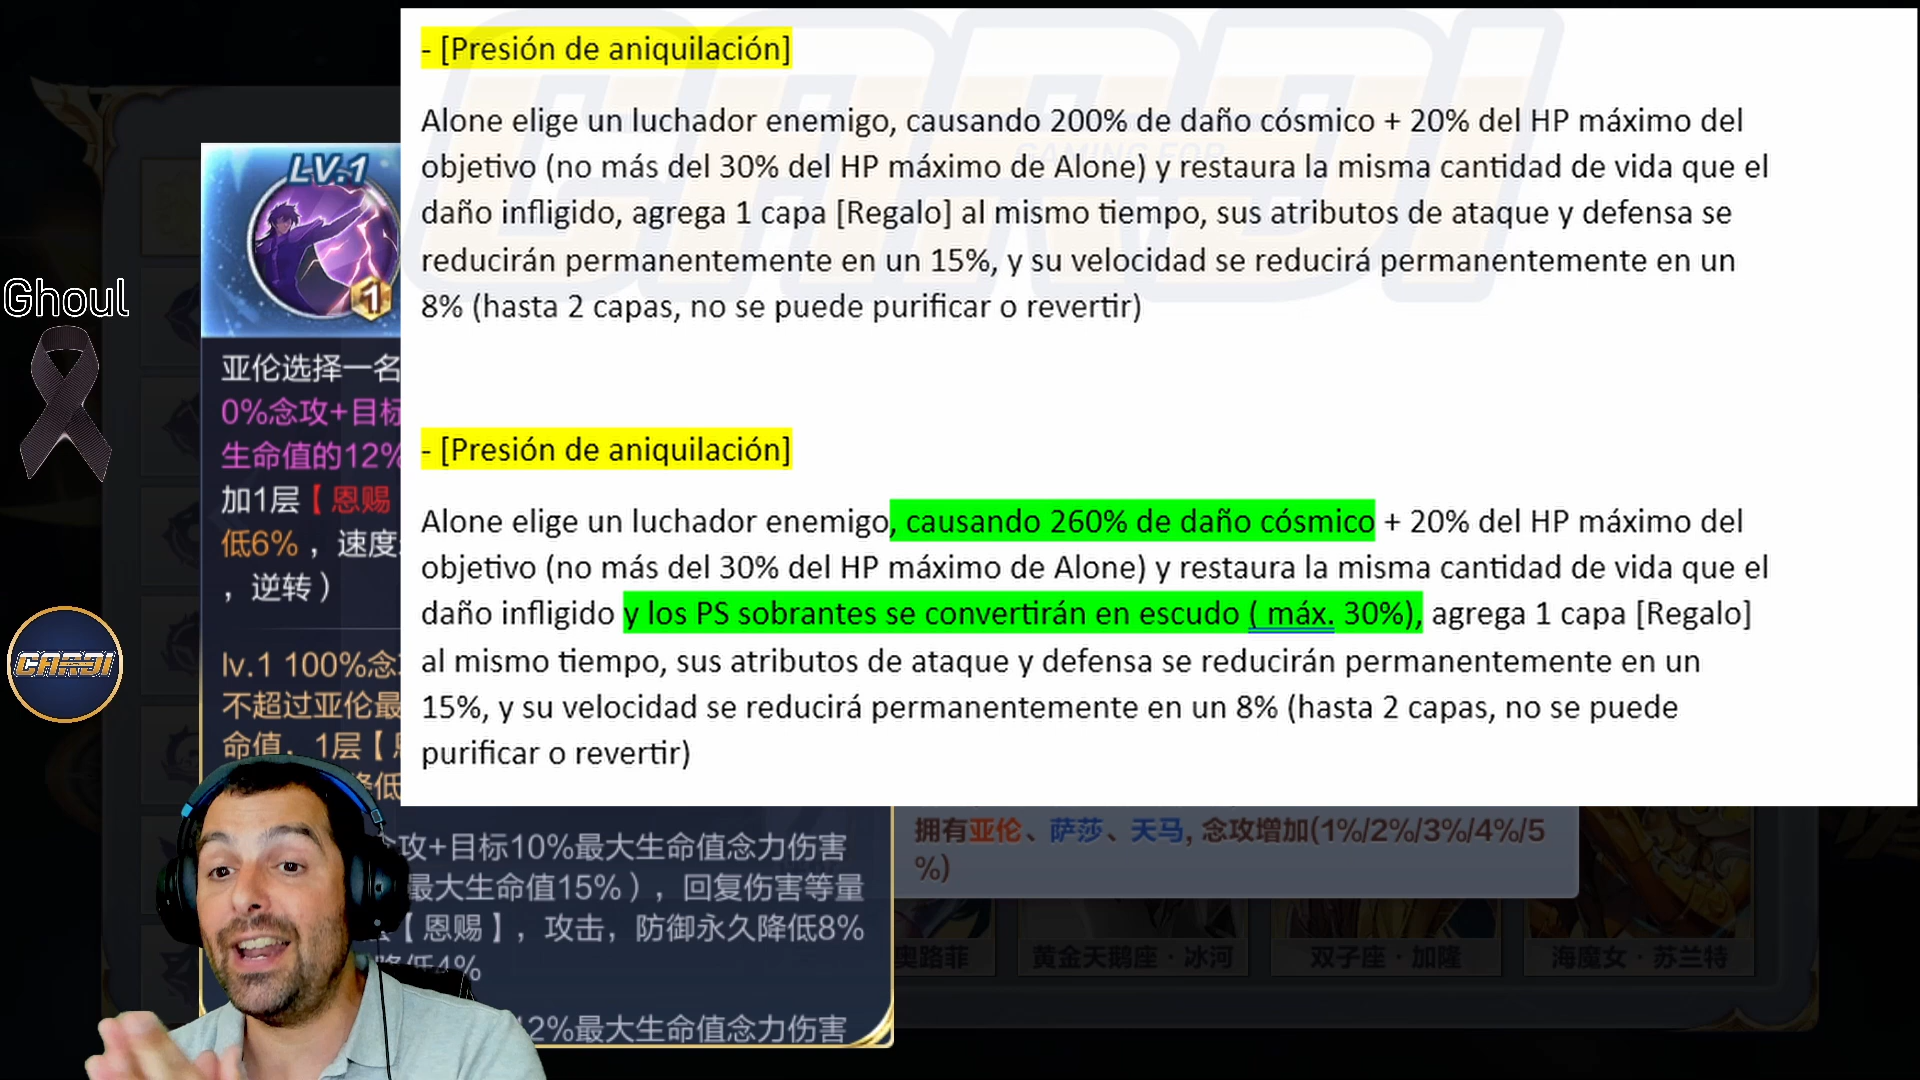 - [Presión de aniquilación]
Alone elige un luchador enemigo, causando 200% de daño cósmico + 20% del HP máximo del
objetivo (no más del 30% del HP máximo de Alone) y restaura la misma cantidad de vida que el
daño infligido, agrega 1 capa [Regalo] al mismo tiempo, sus atributos de ataque y defensa se
reducirán permanentemente en un 15%, y su velocidad se reducirá permanentemente en un
8% (hasta 2 capas, no se puede purificar o revertir)
- [Presión de aniquilación]
Alone elige un luchador enemigo, causando 260% de daño cósmico + 20% del HP máximo del
objetivo (no más del 30% del HP máximo de Alone) y restaura la misma cantidad de vida que el
daño infligido y los PS sobrantes se convertirán en escudo ( máx. 30%), agrega 1 capa [Regalo]
al mismo tiempo, sus atributos de ataque y defensa se reducirán permanentemente en un
15%, y su velocidad se reducirá permanentemente en un 8% (hasta 2 capas, no se puede
purificar o revertir)
CARDI
GAMING FOR
LV.1
1
Ghoul
CARDI
亚伦选择一名
0%念攻+目标
生命值的12%
加1层【恩赐
低6%，速度
，逆转）
lv.1 100%念
不超过亚伦最
命值，1层【
降低
攻+目标10%最大生命值念力伤害
最大生命值15%），回复伤害等量
【恩赐】，攻击，防御永久降低8%
降低4%
12%最大生命值念力伤害
拥有亚伦、萨莎、天马, 念攻增加(1%/2%/3%/4%/5
%)
奥路菲
黄金天鹅座·冰河
双子座·加隆
海魔女·苏兰特